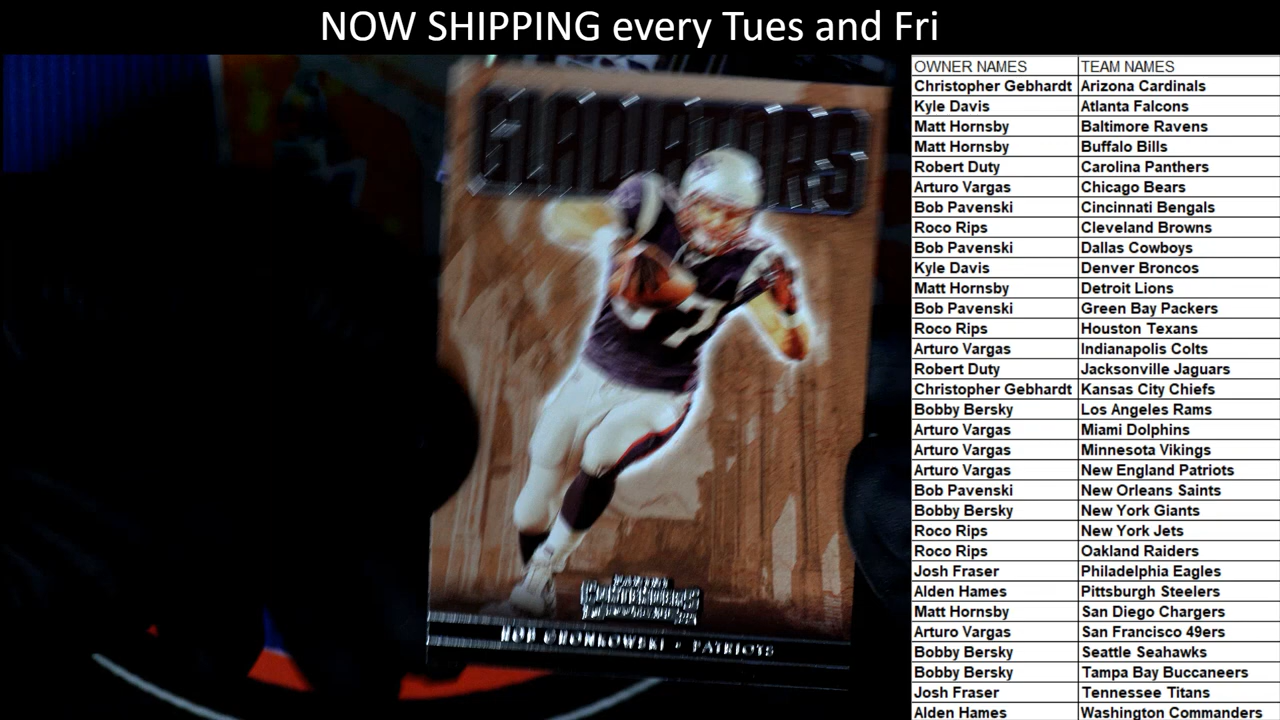 NOW SHIPPING every Tues and Fri
OWNER NAMES TEAM NAMES
Christopher Gebhardt Arizona Cardinals
Kyle Davis Atlanta Falcons
Matt Hornsby Baltimore Ravens
Matt Hornsby Buffalo Bills
Robert Duty Carolina Panthers
Arturo Vargas Chicago Bears
Bob Pavenski Cincinnati Bengals
Roco Rips Cleveland Browns
Bob Pavenski Dallas Cowboys
Kyle Davis Denver Broncos
Matt Hornsby Detroit Lions
Bob Pavenski Green Bay Packers
Roco Rips Houston Texans
Arturo Vargas Indianapolis Colts
Robert Duty Jacksonville Jaguars
Christopher Gebhardt Kansas City Chiefs
Bobby Bersky Los Angeles Rams
Arturo Vargas Miami Dolphins
Arturo Vargas Minnesota Vikings
Arturo Vargas New England Patriots
Bob Pavenski New Orleans Saints
Bobby Bersky New York Giants
Roco Rips New York Jets
Roco Rips Oakland Raiders
Josh Fraser Philadelphia Eagles
Alden Hames Pittsburgh Steelers
Matt Hornsby San Diego Chargers
Arturo Vargas San Francisco 49ers
Bobby Bersky Seattle Seahawks
Bobby Bersky Tampa Bay Buccaneers
Josh Fraser Tennessee Titans
Alden Hames Washington Commanders
GLADIATORS
PANINI
CONTENDERS
ROB GRONKOWSKI • PATRIOTS